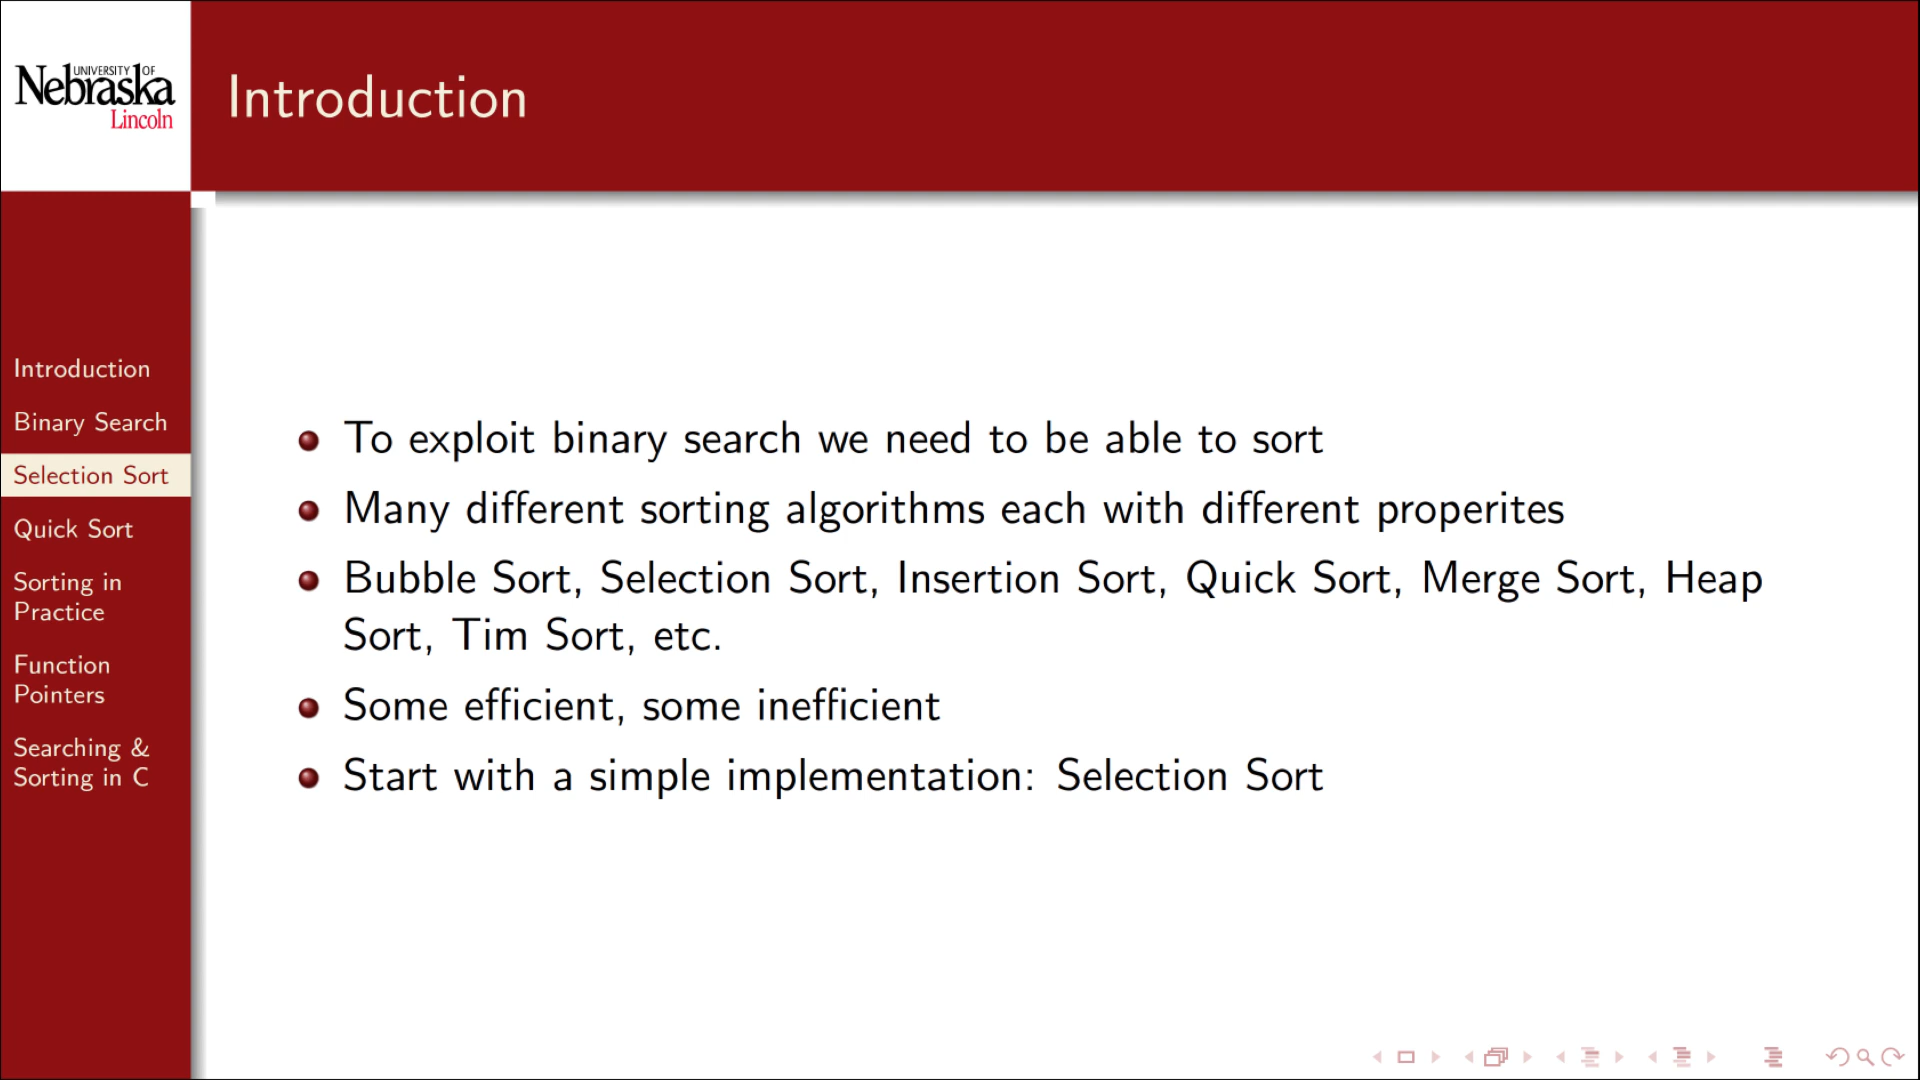 UNIVERSITY OF
Nebraska
Lincoln
Introduction
Introduction
Binary Search
Selection Sort
Quick Sort
Sorting in
Practice
Function
Pointers
Searching &
Sorting in C
To exploit binary search we need to be able to sort
Many different sorting algorithms each with different properites
Bubble Sort, Selection Sort, Insertion Sort, Quick Sort, Merge Sort, Heap
Sort, Tim Sort, etc.
Some efficient, some inefficient
Start with a simple implementation: Selection Sort